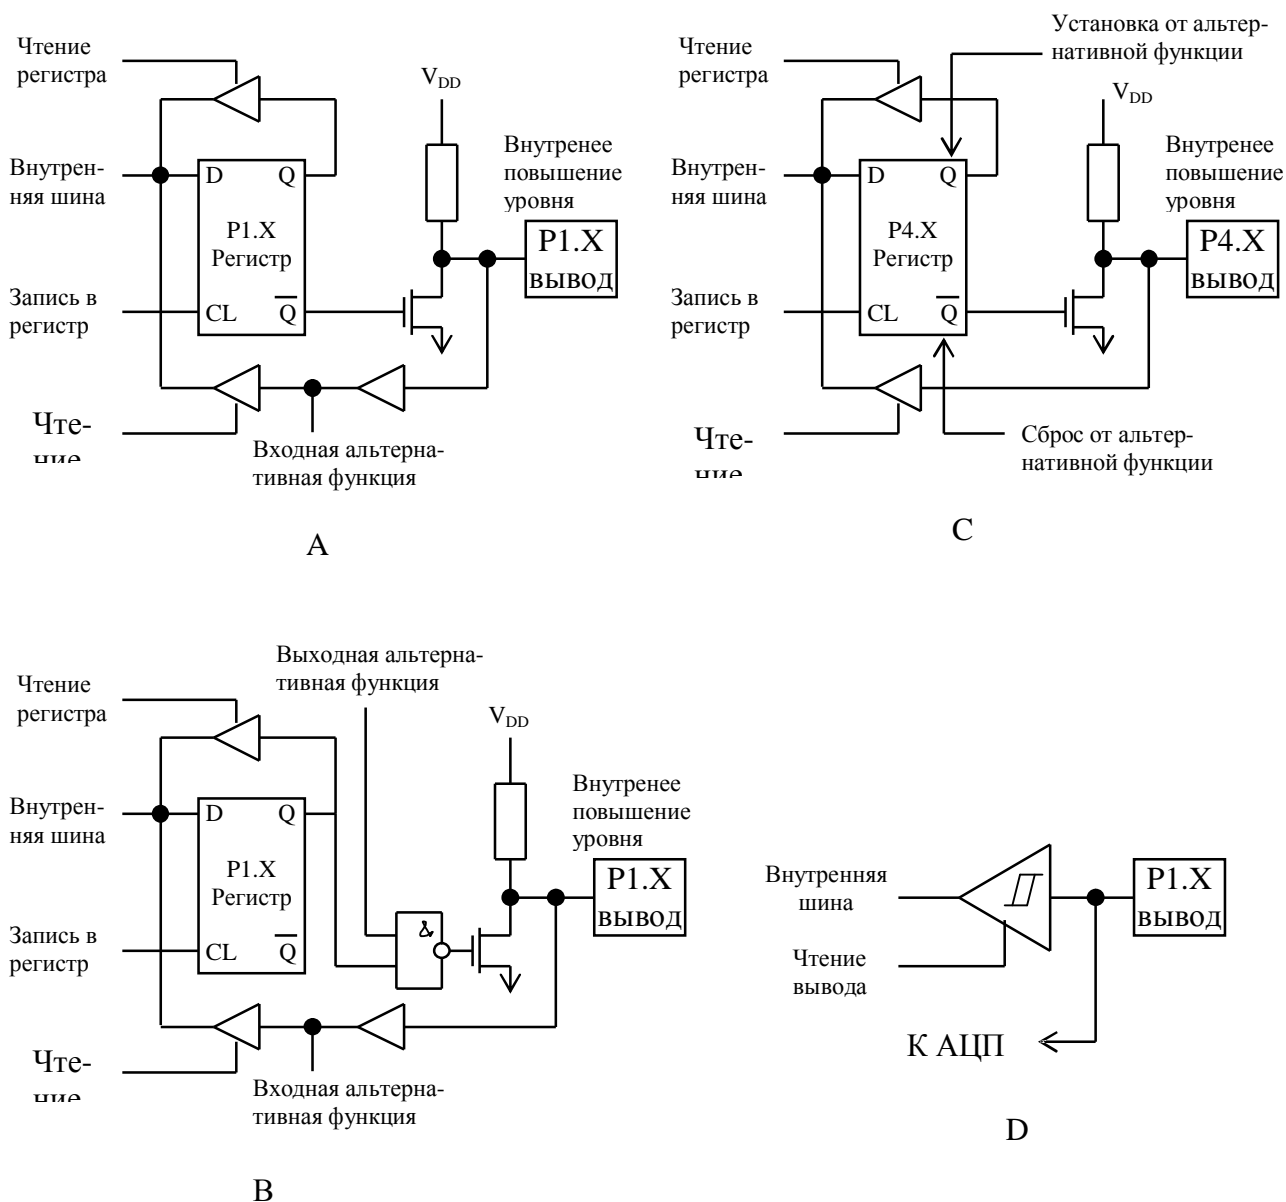 Чтение
регистра
V_DD
Внутренее
повышение
уровня
Внутрен-
няя шина
D
Q
P1.X
Регистр
P1.X
вывод
Запись в
регистр
CL
Q̅
Чте-
ние
Входная альтерна-
тивная функция
A
Установка от альтер-
нативной функции
Чтение
регистра
V_DD
Внутренее
повышение
уровня
Внутрен-
няя шина
D
Q
P4.X
Регистр
P4.X
вывод
Запись в
регистр
CL
Q̅
Чте-
ние
Сброс от альтер-
нативной функции
C
Выходная альтерна-
тивная функция
Чтение
регистра
V_DD
Внутренее
повышение
уровня
Внутрен-
няя шина
D
Q
P1.X
Регистр
P1.X
вывод
&
Запись в
регистр
CL
Q̅
Чте-
ние
Входная альтерна-
тивная функция
B
Внутренняя
шина
P1.X
вывод
Чтение
вывода
К АЦП
D